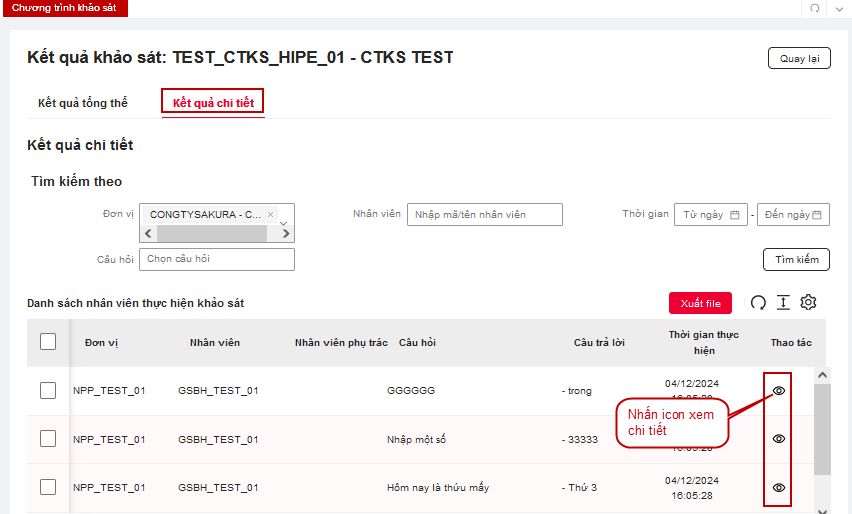 Chương trình khảo sát
Kết quả khảo sát: TEST_CTKS_HIPE_01 - CTKS TEST
Quay lại
Kết quả tổng thể
Kết quả chi tiết
Kết quả chi tiết
Tìm kiếm theo
Đơn vị
CONGTYSAKURA - C... ×
Nhân viên
Nhập mã/tên nhân viên
Thời gian
Từ ngày
-
Đến ngày
Câu hỏi
Chọn câu hỏi
Tìm kiếm
Danh sách nhân viên thực hiện khảo sát
Xuất file
Đơn vị
Nhân viên
Nhân viên phụ trác
Câu hỏi
Câu trả lời
Thời gian thực
hiện
Thao tác
NPP_TEST_01
GSBH_TEST_01
GGGGGG
- trong
04/12/2024
16:05:28
NPP_TEST_01
GSBH_TEST_01
Nhập một số
- 33333
16:05:28
Nhấn icon xem
chi tiết
NPP_TEST_01
GSBH_TEST_01
Hôm nay là thứu mấy
- Thứ 3
04/12/2024
16:05:28